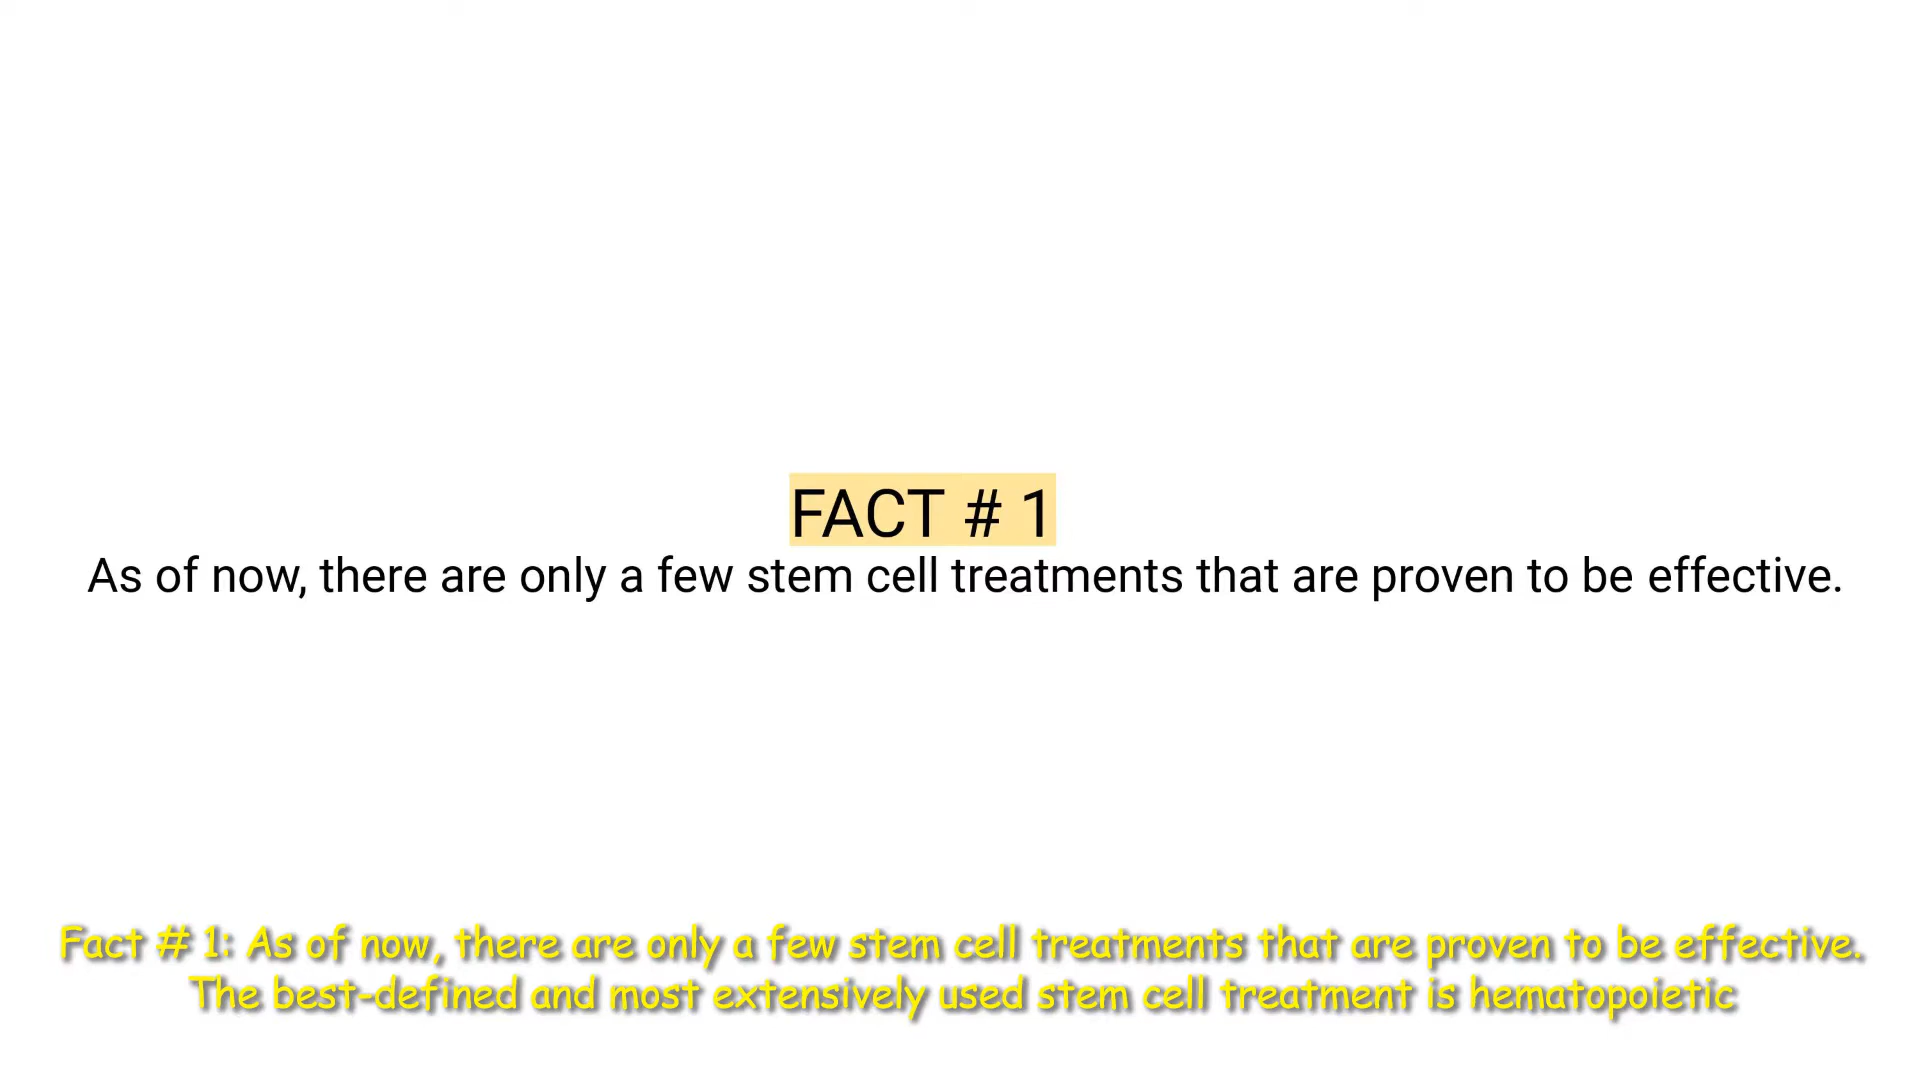 FACT # 1
As of now, there are only a few stem cell treatments that are proven to be effective.
Fact # 1: As of now, there are only a few stem cell treatments that are proven to be effective.
The best-defined and most extensively used stem cell treatment is hematopoietic